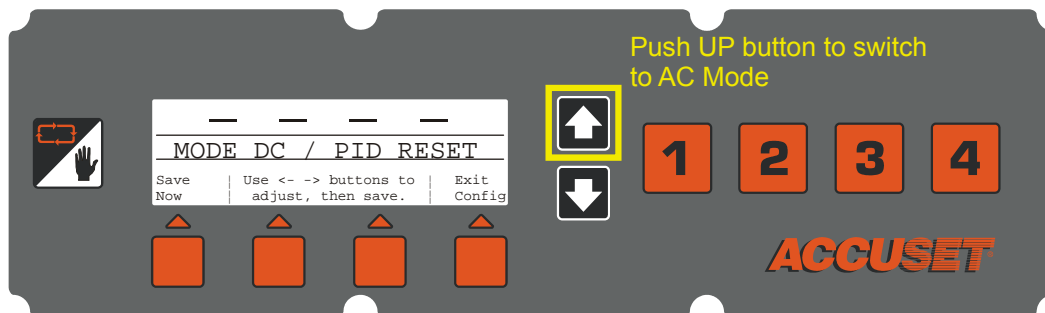 Push UP button to switch
to AC Mode
— — — —
MODE DC / PID RESET
Save | Use <- -> buttons to | Exit
Now | adjust, then save. | Config
1 2 3 4
ACCUSET